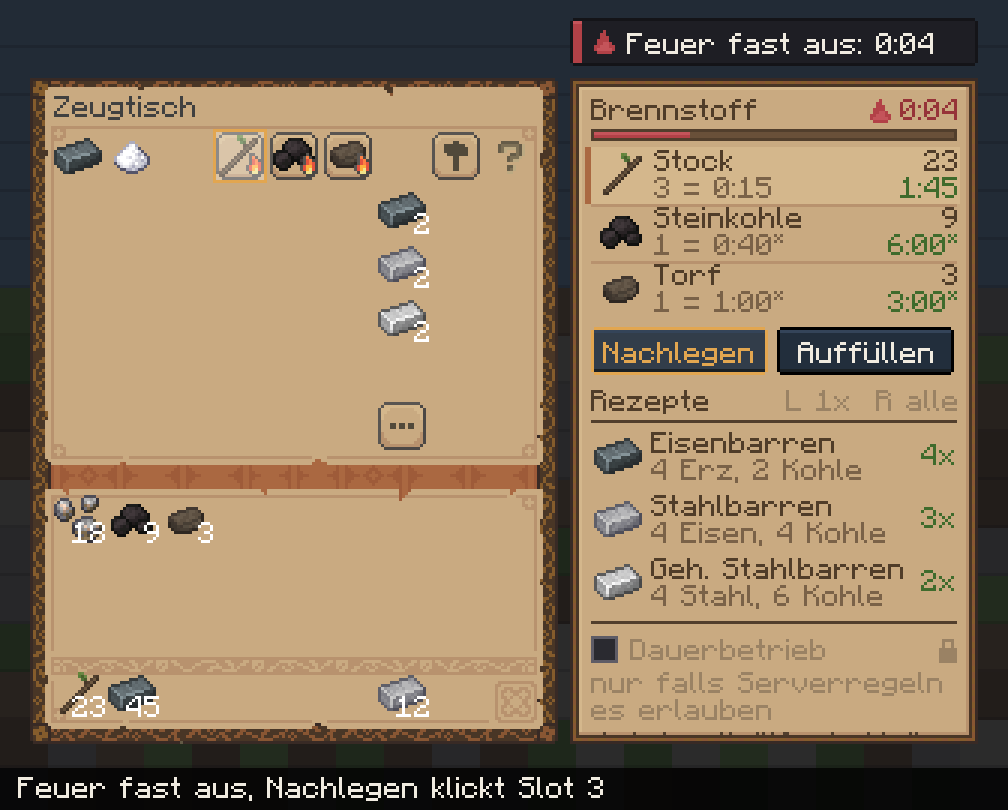 Feuer fast aus: 0:04
Zeugtisch
?
2
2
2
...
18 9 3
23 45 12
Brennstoff 0:04
Stock 23
3 = 0:15 1:45
Steinkohle 9
1 = 0:40* 6:00*
Torf 3
1 = 1:00* 3:00*
Nachlegen Auffüllen
Rezepte L 1x R alle
Eisenbarren
4 Erz, 2 Kohle 4x
Stahlbarren
4 Eisen, 4 Kohle 3x
Geh. Stahlbarren
4 Stahl, 6 Kohle 2x
Dauerbetrieb
nur falls Serverregeln
es erlauben
Feuer fast aus, Nachlegen klickt Slot 3